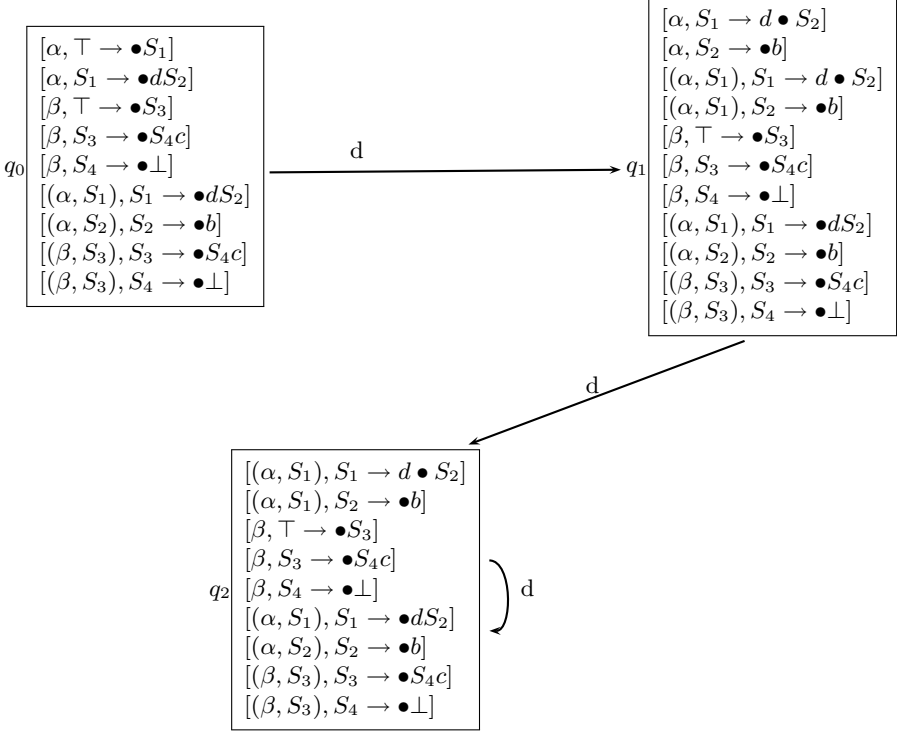 [α, ⊤ → •S₁]
[α, S₁ → •dS₂]
[β, ⊤ → •S₃]
[β, S₃ → •S₄c]
[β, S₄ → •⊥]
[(α, S₁), S₁ → •dS₂]
[(α, S₂), S₂ → •b]
[(β, S₃), S₃ → •S₄c]
[(β, S₃), S₄ → •⊥]
q₀
d
q₁
[α, S₁ → d • S₂]
[α, S₂ → •b]
[(α, S₁), S₁ → d • S₂]
[(α, S₁), S₂ → •b]
[β, ⊤ → •S₃]
[β, S₃ → •S₄c]
[β, S₄ → •⊥]
[(α, S₁), S₁ → •dS₂]
[(α, S₂), S₂ → •b]
[(β, S₃), S₃ → •S₄c]
[(β, S₃), S₄ → •⊥]
d
[(α, S₁), S₁ → d • S₂]
[(α, S₁), S₂ → •b]
[β, ⊤ → •S₃]
[β, S₃ → •S₄c]
[β, S₄ → •⊥]
[(α, S₁), S₁ → •dS₂]
[(α, S₂), S₂ → •b]
[(β, S₃), S₃ → •S₄c]
[(β, S₃), S₄ → •⊥]
q₂
d